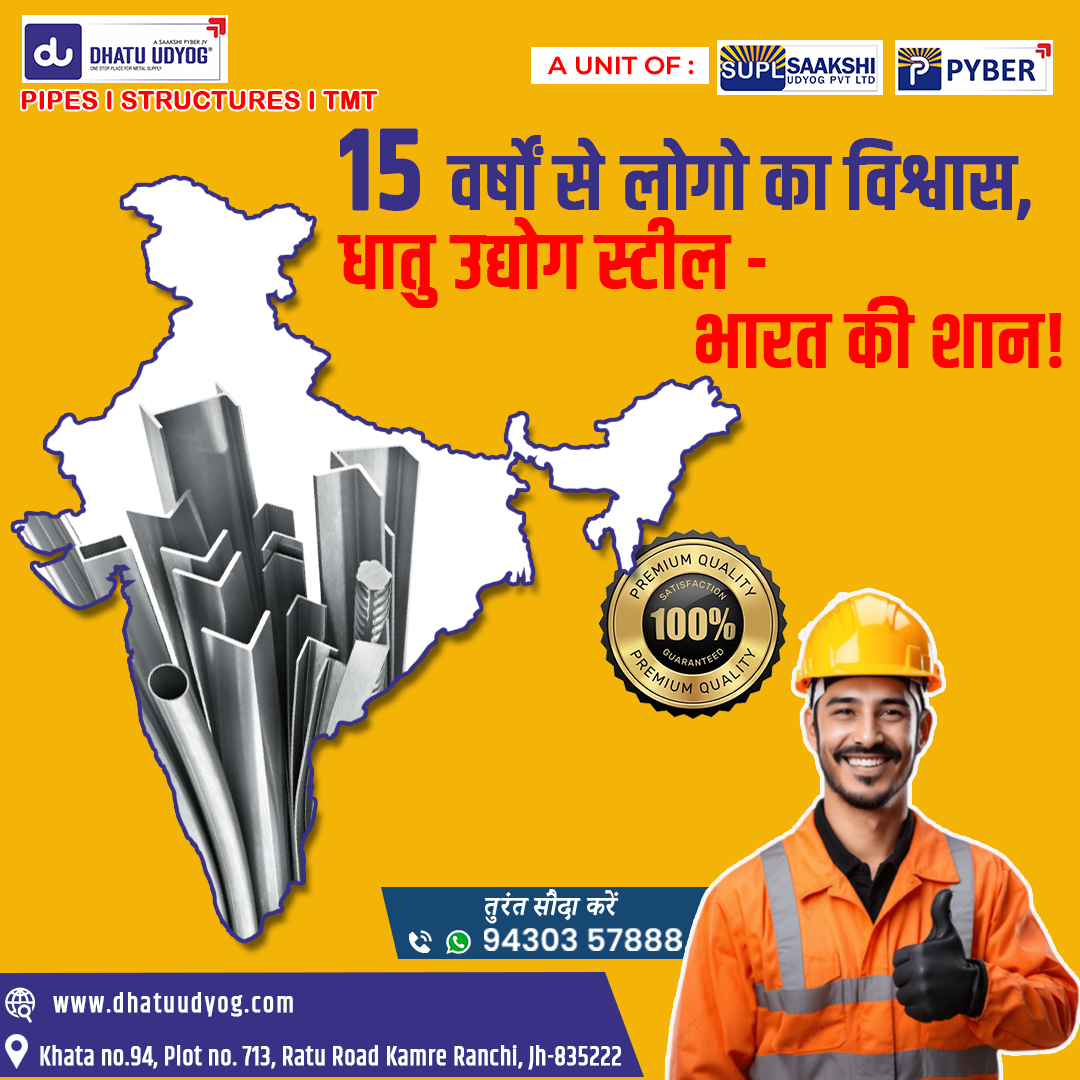 du
A SAAKSHI PYBER JV
DHATU UDYOG®
ONE STOP PLACE FOR METAL SUPPLY
PIPES I STRUCTURES I TMT
A UNIT OF :
SUPL SAAKSHI
UDYOG PVT LTD
P PYBER
15 वर्षों से लोगो का विश्वास,
धातु उद्योग स्टील -
भारत की शान!
PREMIUM QUALITY
SATISFACTION
100%
GUARANTEED
PREMIUM QUALITY
तुरंत सौदा करें
94303 57888
www.dhatuudyog.com
Khata no.94, Plot no. 713, Ratu Road Kamre Ranchi, Jh-835222